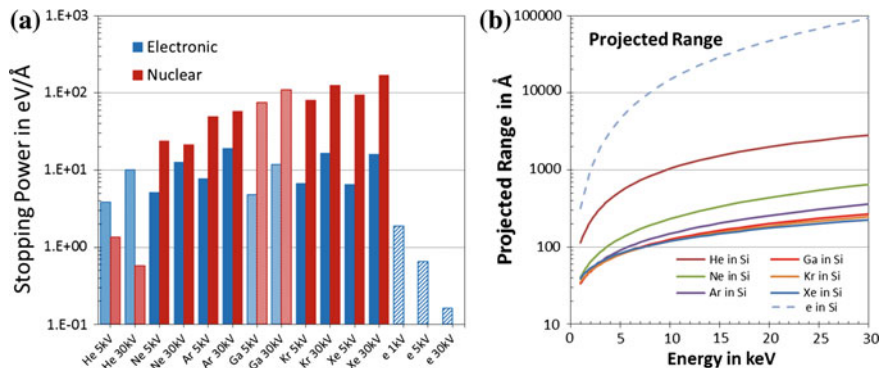 (a)
1.E+03
1.E+02
1.E+01
1.E+00
1.E-01
Stopping Power in eV/Å
Electronic
Nuclear
He 5kV
He 30kV
Ne 5kV
Ne 30kV
Ar 5kV
Ar 30kV
Ga 5kV
Ga 30kV
Kr 5kV
Kr 30kV
Xe 5kV
Xe 30kV
e 1kV
e 5kV
e 30kV
(b)
Projected Range
100000
10000
1000
100
10
Projected Range in Å
He in Si
Ga in Si
Ne in Si
Kr in Si
Ar in Si
Xe in Si
e in Si
0 5 10 15 20 25 30
Energy in keV